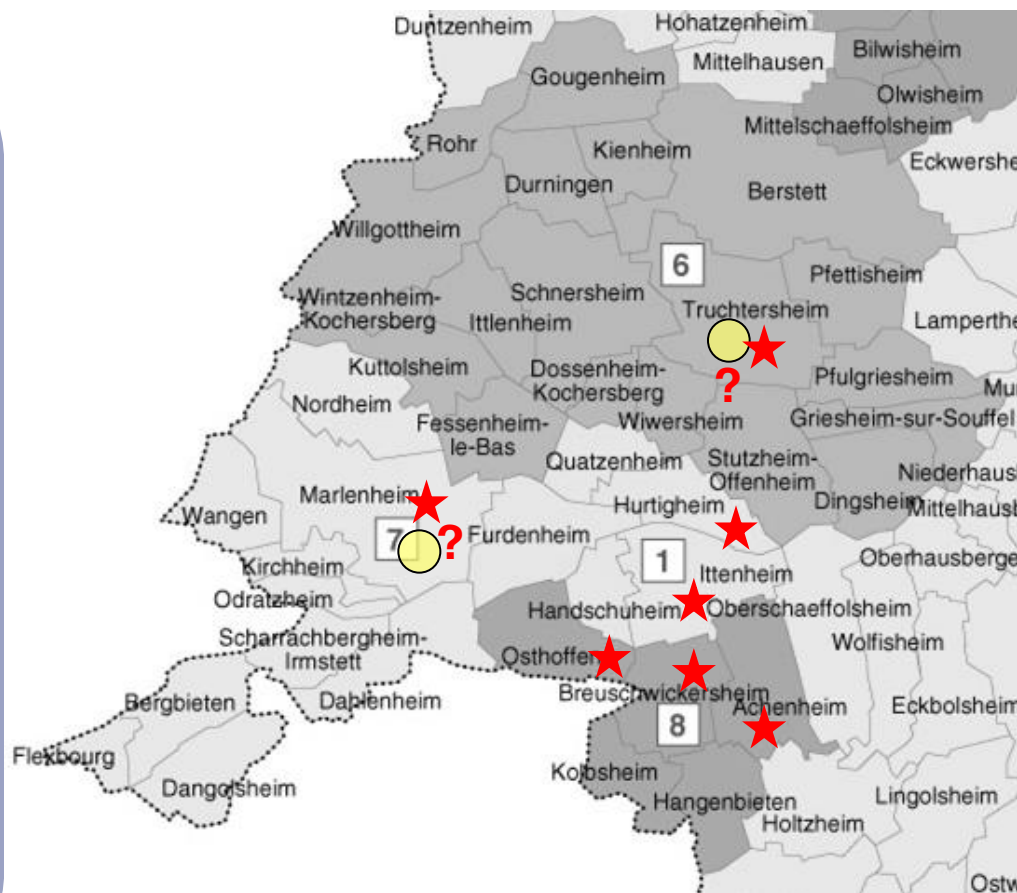 Duntzenheim
Hohatzenheim
Mittelhausen
Bilwisheim
Gougenheim
Olwisheim
Mittelschaeffolsheim
Rohr
Kienheim
Eckwershe
Durningen
Berstett
Willgottheim
6
Pfettisheim
Schnersheim
Wintzenheim-
Kochersberg
Truchtersheim
Ittlenheim
Lamperthe
Kuttolsheim
Dossenheim-
Kochersberg
?
Pfulgriesheim
Mu
Nordheim
Fessenheim-
le-Bas
Wiwersheim
Griesheim-sur-Souffel
Quatzenheim
Stutzheim-
Offenheim
Niederhaus
Marlenheim
Hurtigheim
Dingsheim
Mittelhausb
Wangen
7
?
Furdenheim
1
Oberhausberge
Kirchheim
Ittenheim
Odratzheim
Handschuheim
Oberschaeffolsheim
Scharrachbergheim-
Irmstett
Wolfisheim
Osthoffen
Bergbieten
Dahlenheim
Breuschwickersheim
Achenheim
Eckbolsheim
8
Flexbourg
Kolbsheim
Dangolsheim
Hangenbieten
Lingolsheim
Holtzheim
Ostw